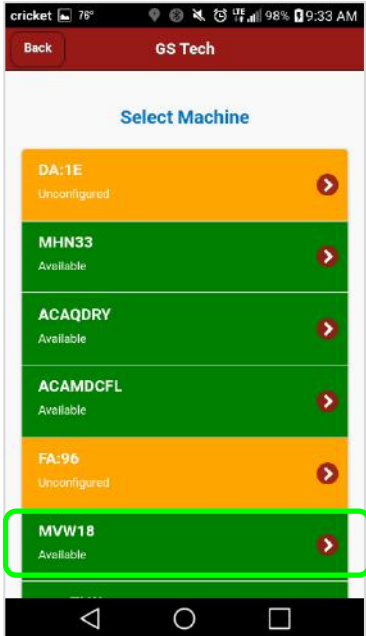 cricket 76° LTE 98% 9:33 AM
Back GS Tech
Select Machine
DA:1E
Unconfigured
MHN33
Available
ACAQDRY
Available
ACAMDCFL
Available
FA:96
Unconfigured
MVW18
Available